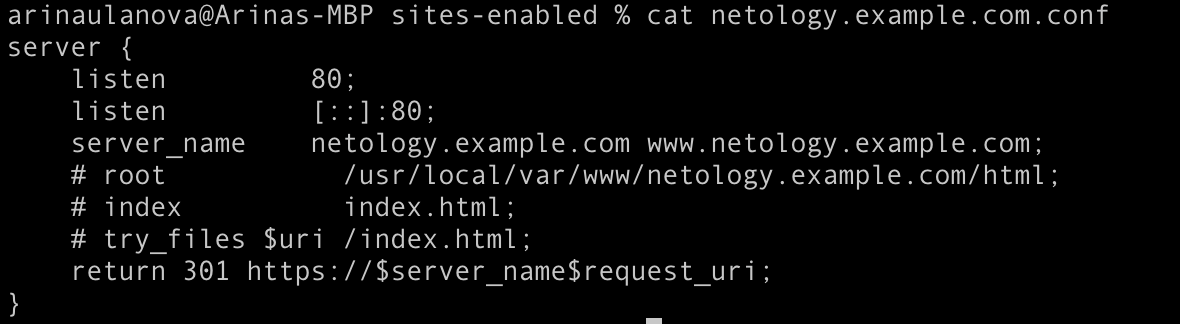 arinaulanova@Arinas-MBP sites-enabled % cat netology.example.com.conf
server {
    listen         80;
    listen         [::]:80;
    server_name    netology.example.com www.netology.example.com;
    # root           /usr/local/var/www/netology.example.com/html;
    # index          index.html;
    # try_files $uri /index.html;
    return 301 https://$server_name$request_uri;
}